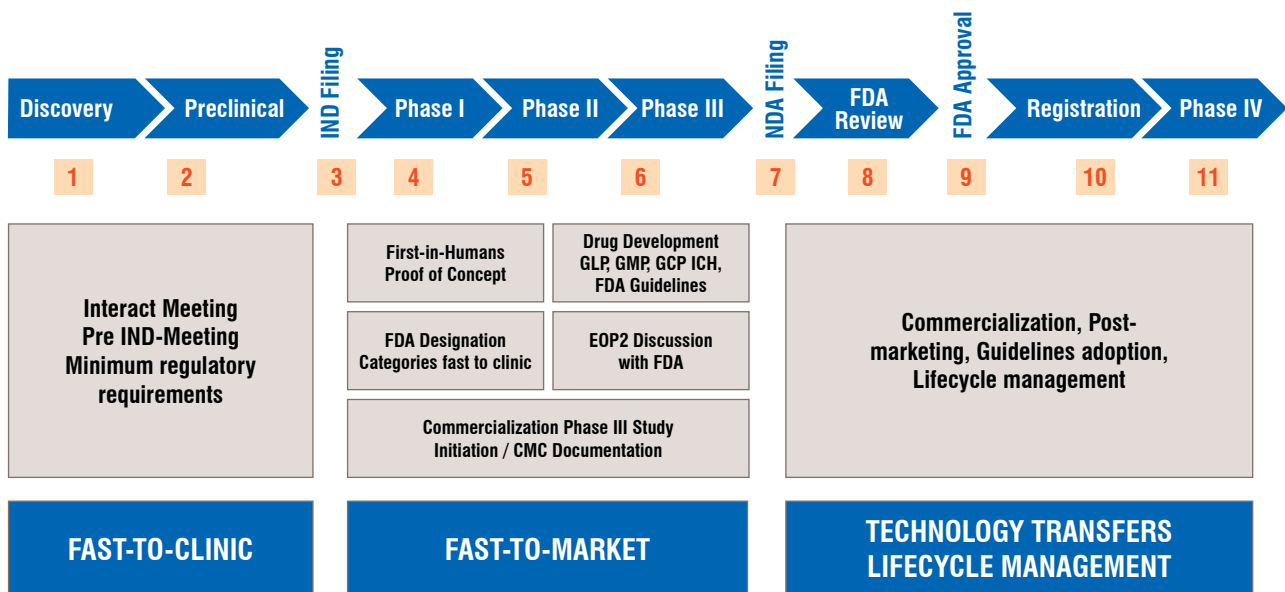 Discovery
Preclinical
IND Filing
Phase I
Phase II
Phase III
NDA Filing
FDA
Review
FDA Approval
Registration
Phase IV
1
2
3
4
5
6
7
8
9
10
11
Interact Meeting
Pre IND-Meeting
Minimum regulatory
requirements
First-in-Humans
Proof of Concept
Drug Development
GLP, GMP, GCP ICH,
FDA Guidelines
FDA Designation
Categories fast to clinic
EOP2 Discussion
with FDA
Commercialization Phase III Study
Initiation / CMC Documentation
Commercialization, Post-
marketing, Guidelines adoption,
Lifecycle management
FAST-TO-CLINIC
FAST-TO-MARKET
TECHNOLOGY TRANSFERS
LIFECYCLE MANAGEMENT